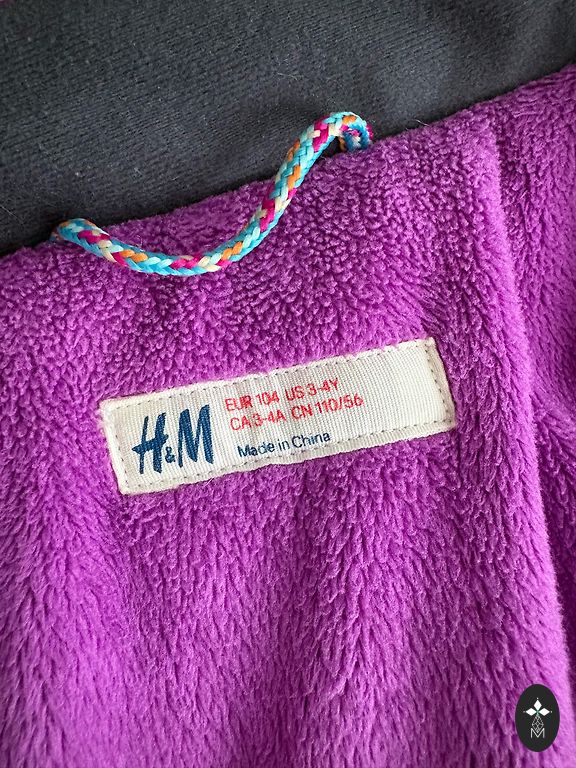 H&M
EUR 104 US 3-4Y
CA 3-4A CN 110/56
Made in China
M